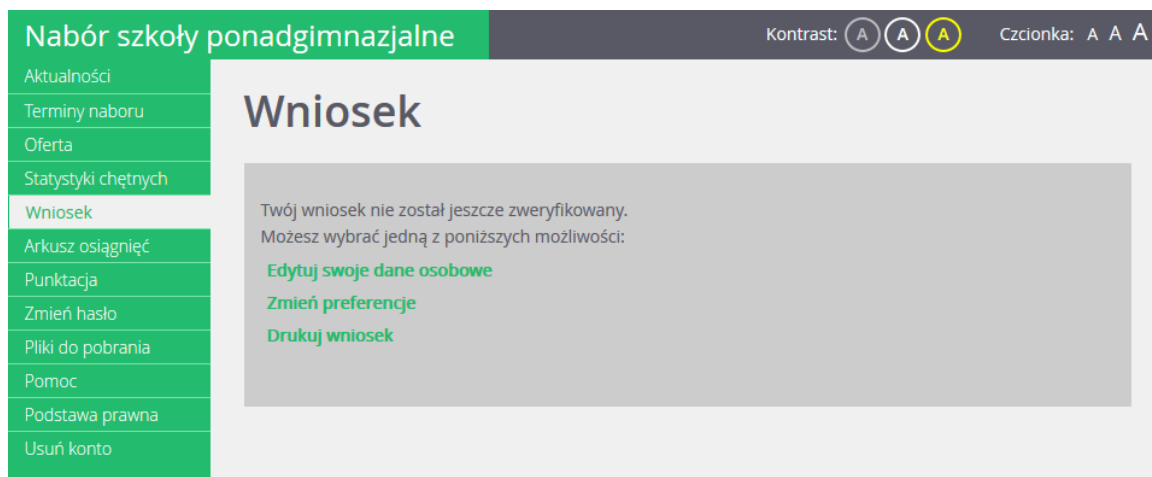 Nabór szkoły ponadgimnazjalne
Kontrast: A A A Czcionka: A A A
Aktualności
Terminy naboru
Oferta
Statystyki chętnych
Wniosek
Arkusz osiągnięć
Punktacja
Zmień hasło
Pliki do pobrania
Pomoc
Podstawa prawna
Usuń konto
Wniosek
Twój wniosek nie został jeszcze zweryfikowany.
Możesz wybrać jedną z poniższych możliwości:
Edytuj swoje dane osobowe
Zmień preferencje
Drukuj wniosek